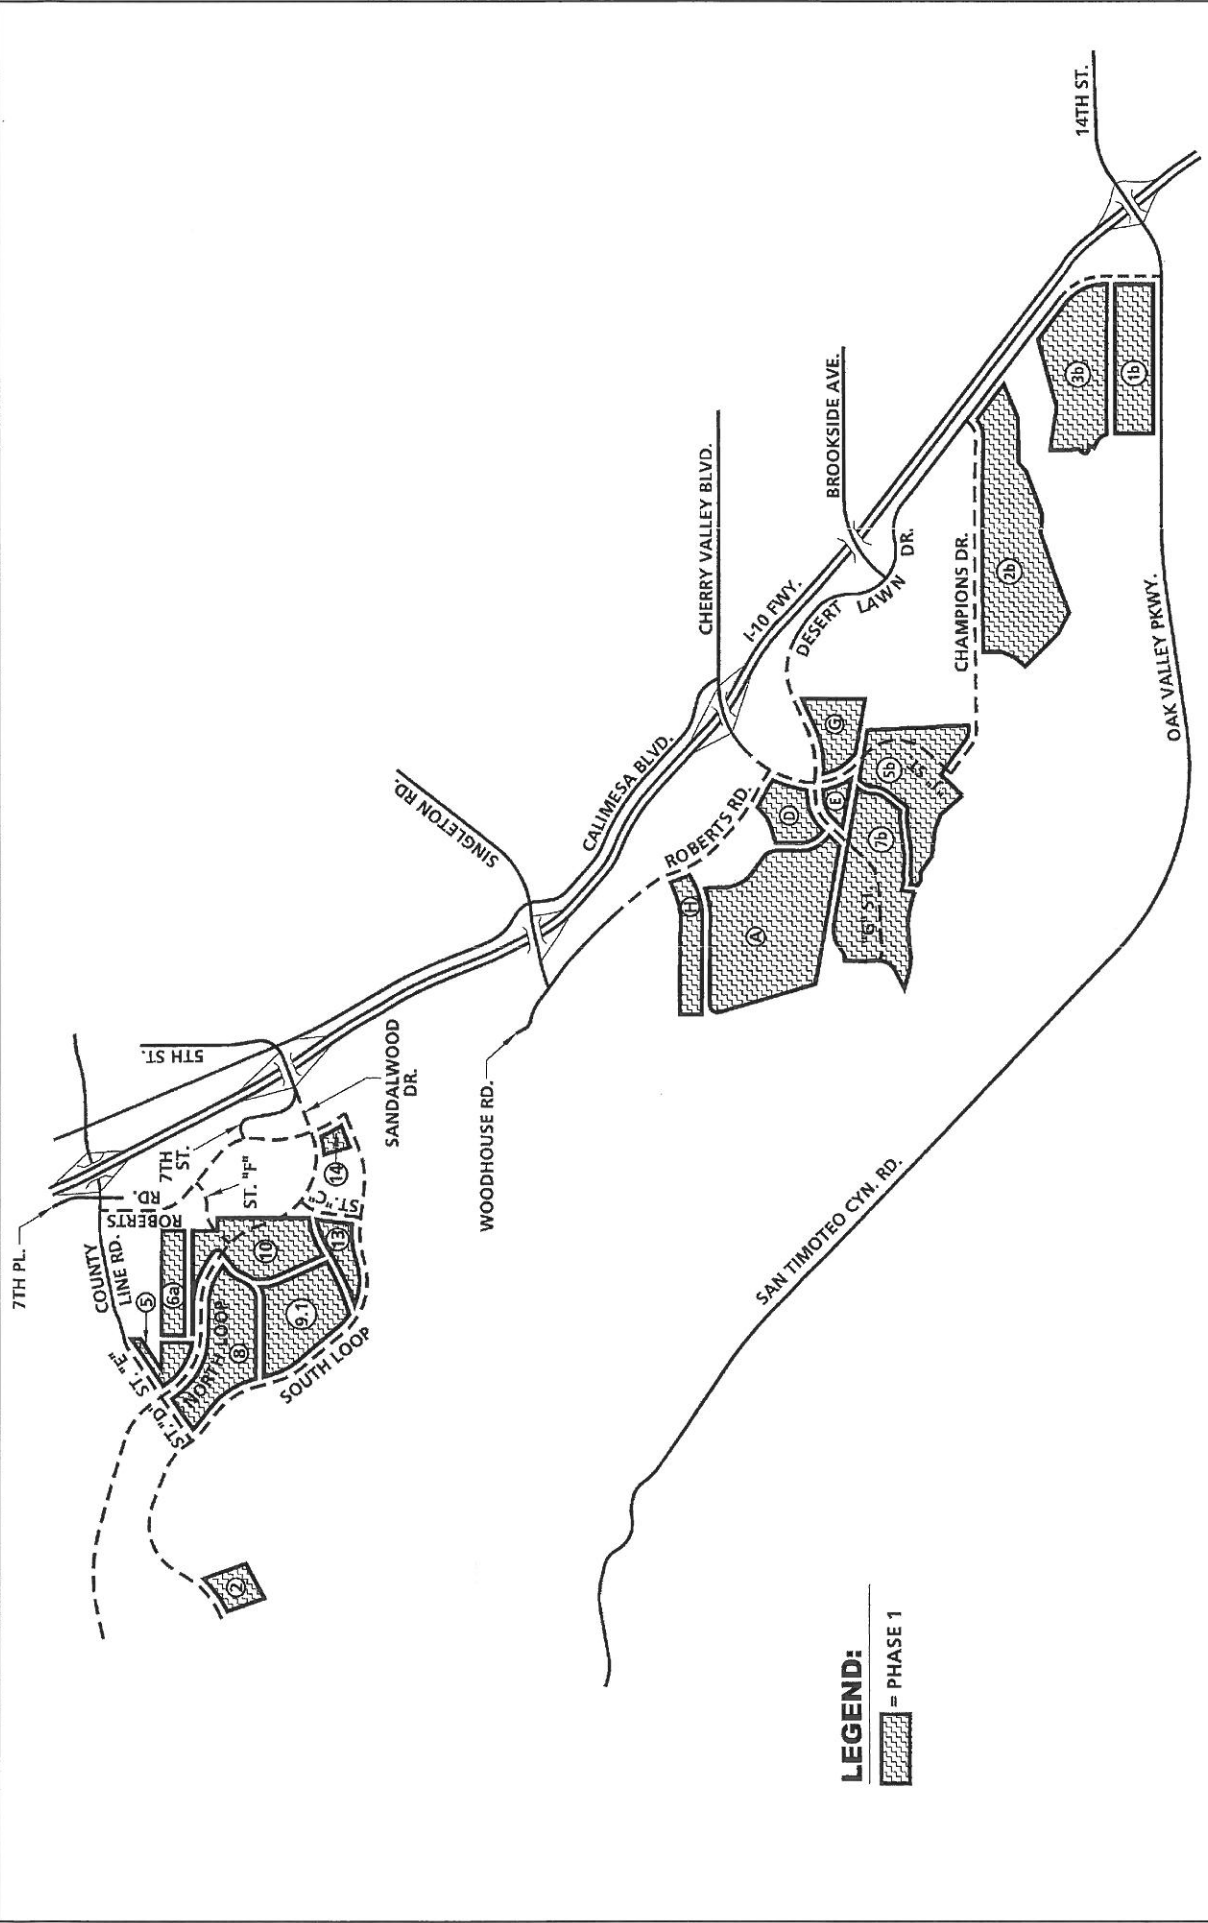 7TH PL.
COUNTY
LINE RD.
ROBERTS
RD.
7TH
ST.
ST. "F"
5TH ST.
SANDALWOOD
DR.
5
6a
ST. "E"
ST. "D"
NORTH LOOP
8
10
9.1
13
ST. "C"
14
SOUTH LOOP
2
WOODHOUSE RD.
SINGLETON RD.
CALIMESA BLVD.
CHERRY VALLEY BLVD.
I-10 FWY.
BROOKSIDE AVE.
DESERT
LAWN
DR.
14TH ST.
ROBERTS RD.
H
A
D
E
G
5b
7b
"G" ST.
CHAMPIONS DR.
2b
3b
1b
OAK VALLEY PKWY.
SAN TIMOTEO CYN. RD.
LEGEND:
= PHASE 1